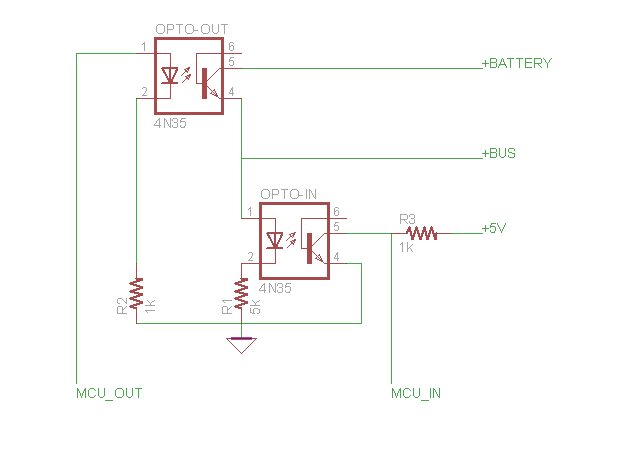 OPTO-OUT
1
6
5
+BATTERY
2
4
4N35
+BUS
OPTO-IN
1
6
R3
5
+5V
1k
2
4
4N35
R2
1k
R1
5k
MCU_OUT
MCU_IN